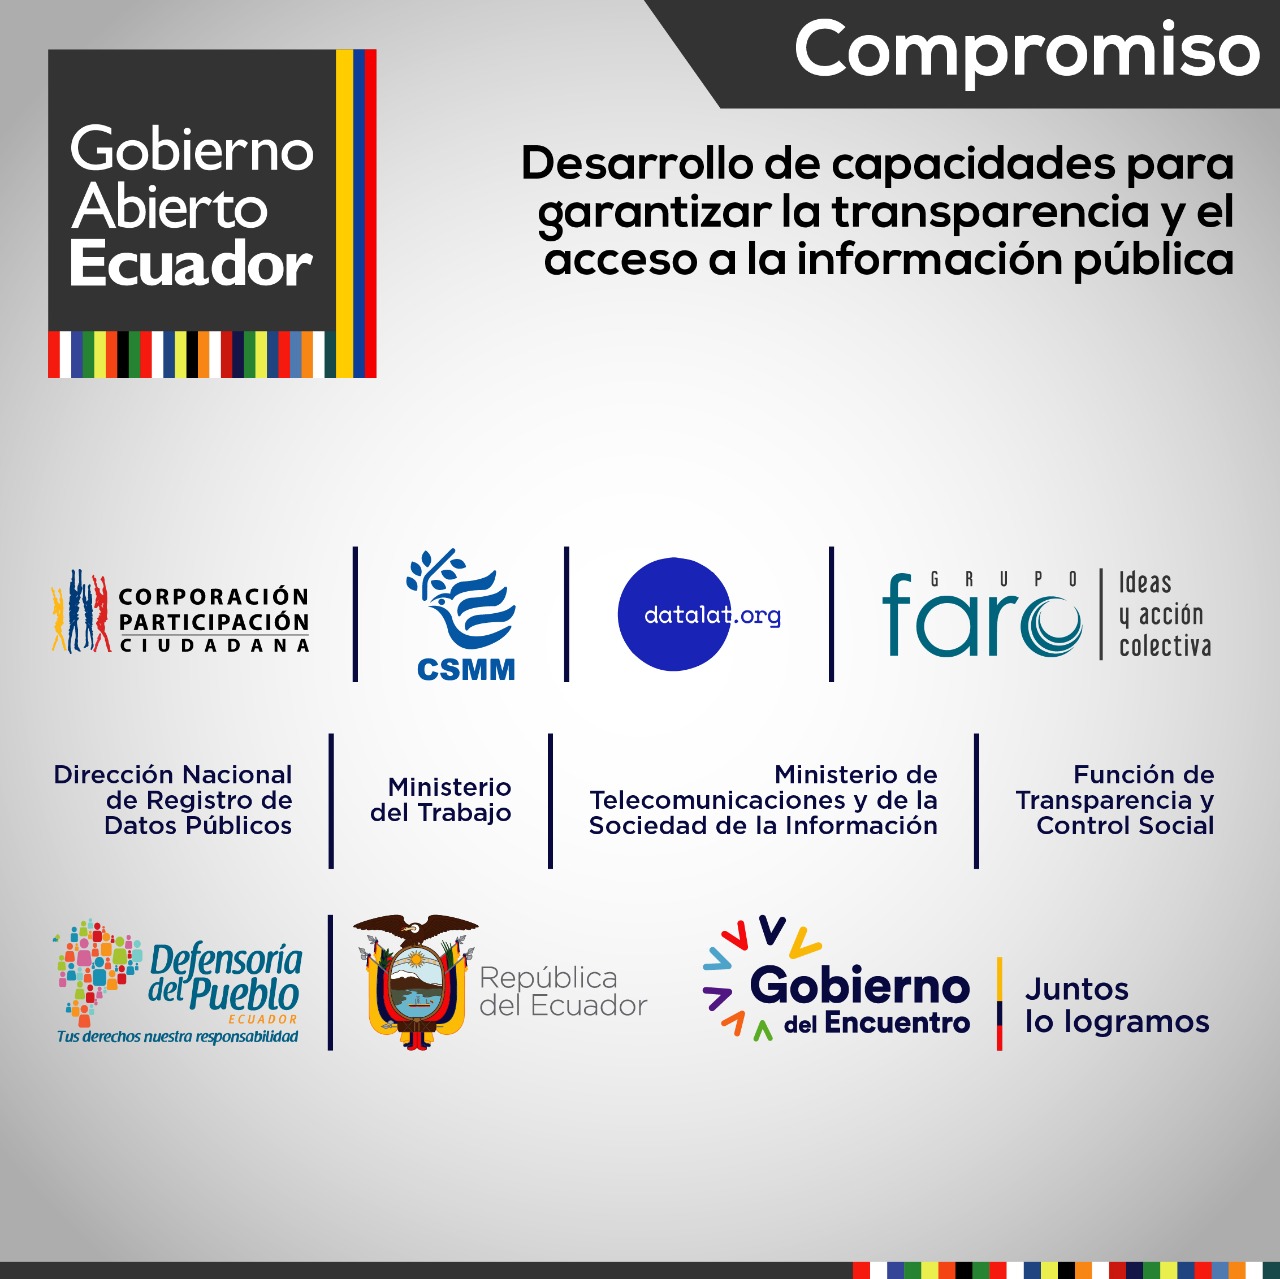 Compromiso
Gobierno
Abierto
Ecuador
Desarrollo de capacidades para
garantizar la transparencia y el
acceso a la información pública
CORPORACIÓN
PARTICIPACIÓN
CIUDADANA
CSMM
datalat.org
GRUPO
faro
Ideas
y acción
colectiva
Dirección Nacional
de Registro de
Datos Públicos
Ministerio
del Trabajo
Ministerio de
Telecomunicaciones y de la
Sociedad de la Información
Función de
Transparencia y
Control Social
Defensoría
del Pueblo
ECUADOR
Tus derechos nuestra responsabilidad
República
del Ecuador
Gobierno
del Encuentro
Juntos
lo logramos